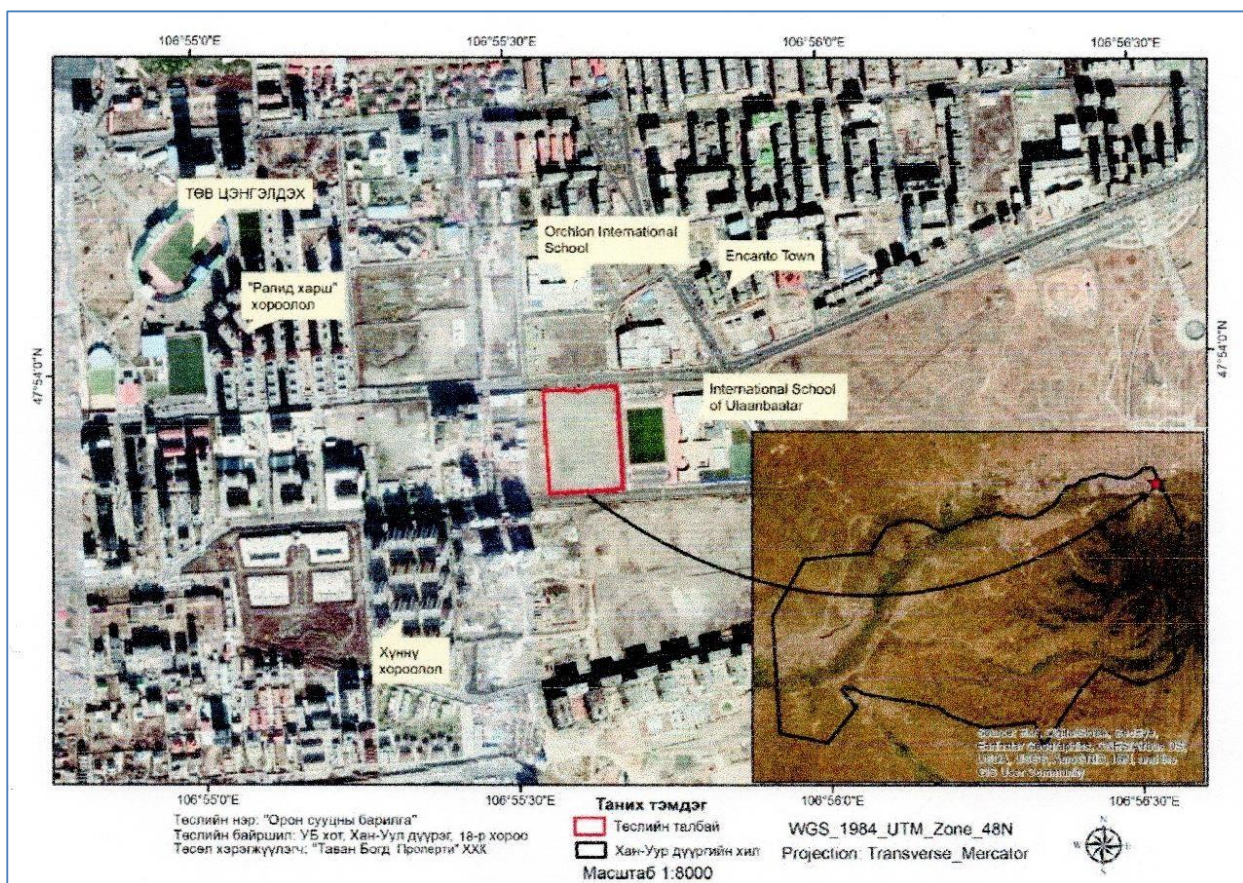 106°55'0"E
106°55'30"E
106°56'0"E
106°56'30"E
ТӨВ ЦЭНГЭЛДЭХ
Orchlon International
School
Encanto Town
"Рапид харш"
хороолол
47°54'0"N
47°54'0"N
International School
of Ulaanbaatar
Хүннү
хороолол
GIS User Community
106°55'0"E
106°55'30"E
106°56'0"E
106°56'30"E
Төслийн нэр: "Орон сууцны барилга"
Төслийн байршил: УБ хот, Хан-Уул дүүрэг, 18-р хороо
Төсөл хэрэгжүүлэгч: "Таван Богд Проперти" ХХК
Таних тэмдэг
Төслийн талбай
Хан-Уур дүүргийн хил
Масштаб 1:8000
WGS_1984_UTM_Zone_48N
Projection: Transverse_Mercator